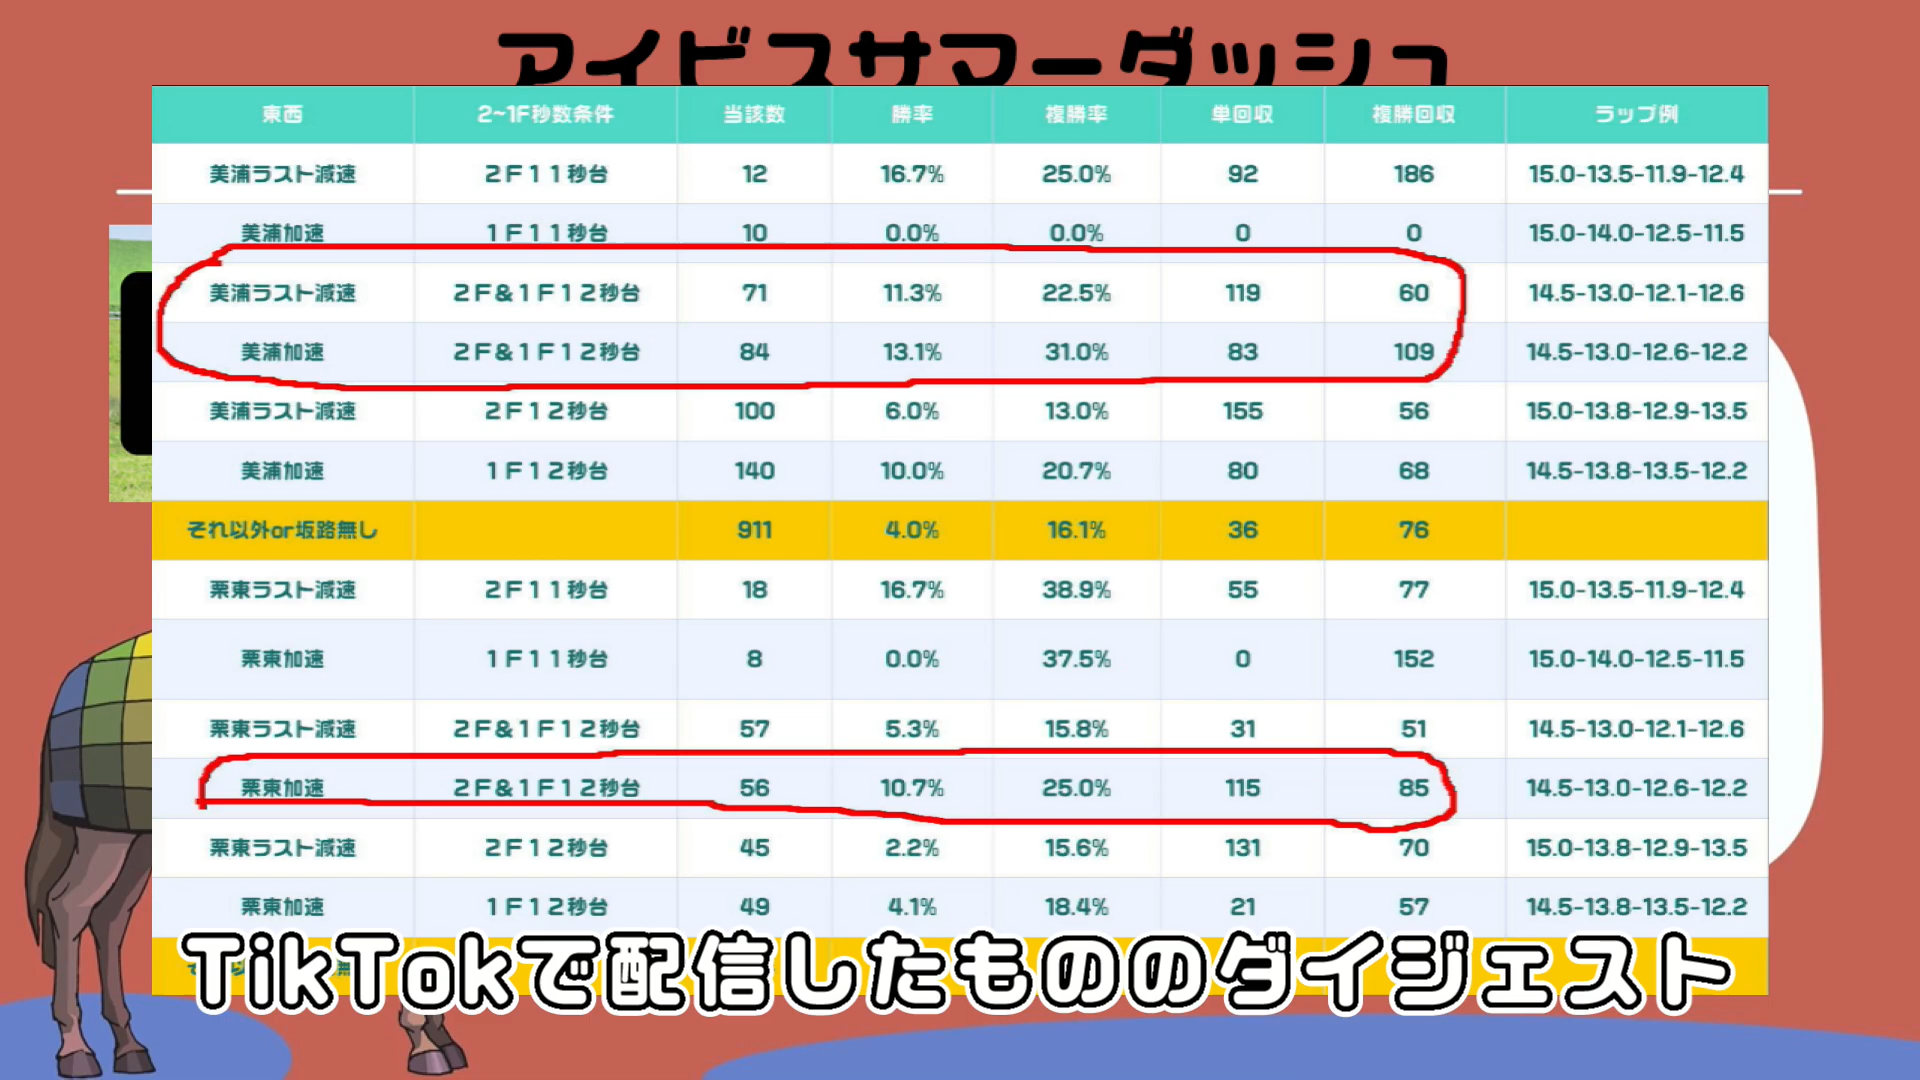 アイビスサマーダッシュ
東西 2~1F秒数条件 当該数 勝率 複勝率 単回収 複勝回収 ラップ例
美浦ラスト減速 2F11秒台 12 16.7% 25.0% 92 186 15.0-13.5-11.9-12.4
美浦加速 1F11秒台 10 0.0% 0.0% 0 0 15.0-14.0-12.5-11.5
美浦ラスト減速 2F&1F12秒台 71 11.3% 22.5% 119 60 14.5-13.0-12.1-12.6
美浦加速 2F&1F12秒台 84 13.1% 31.0% 83 109 14.5-13.0-12.6-12.2
美浦ラスト減速 2F12秒台 100 6.0% 13.0% 155 56 15.0-13.8-12.9-13.5
美浦加速 1F12秒台 140 10.0% 20.7% 80 68 14.5-13.8-13.5-12.2
それ以外or坂路無し 911 4.0% 16.1% 36 76
栗東ラスト減速 2F11秒台 18 16.7% 38.9% 55 77 15.0-13.5-11.9-12.4
栗東加速 1F11秒台 8 0.0% 37.5% 0 152 15.0-14.0-12.5-11.5
栗東ラスト減速 2F&1F12秒台 57 5.3% 15.8% 31 51 14.5-13.0-12.1-12.6
栗東加速 2F&1F12秒台 56 10.7% 25.0% 115 85 14.5-13.0-12.6-12.2
栗東ラスト減速 2F12秒台 45 2.2% 15.6% 131 70 15.0-13.8-12.9-13.5
栗東加速 1F12秒台 49 4.1% 18.4% 21 57 14.5-13.8-13.5-12.2
TikTokで配信したもののダイジェスト